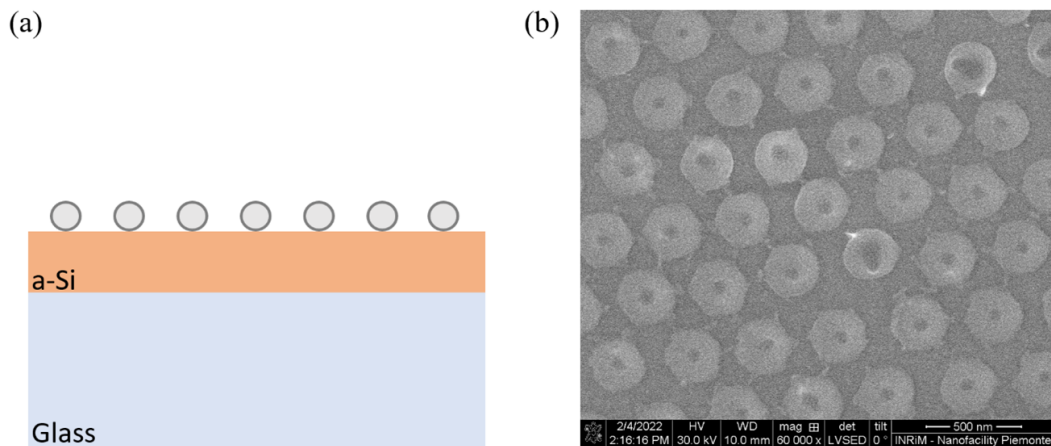 (a)
(b)
a-Si
Glass
2/4/2022 HV WD mag det tilt 500 nm
2:16:16 PM 30.0 kV 10.0 mm 60 000 x LVSED 0° INRiM - Nanofacility Piemonte